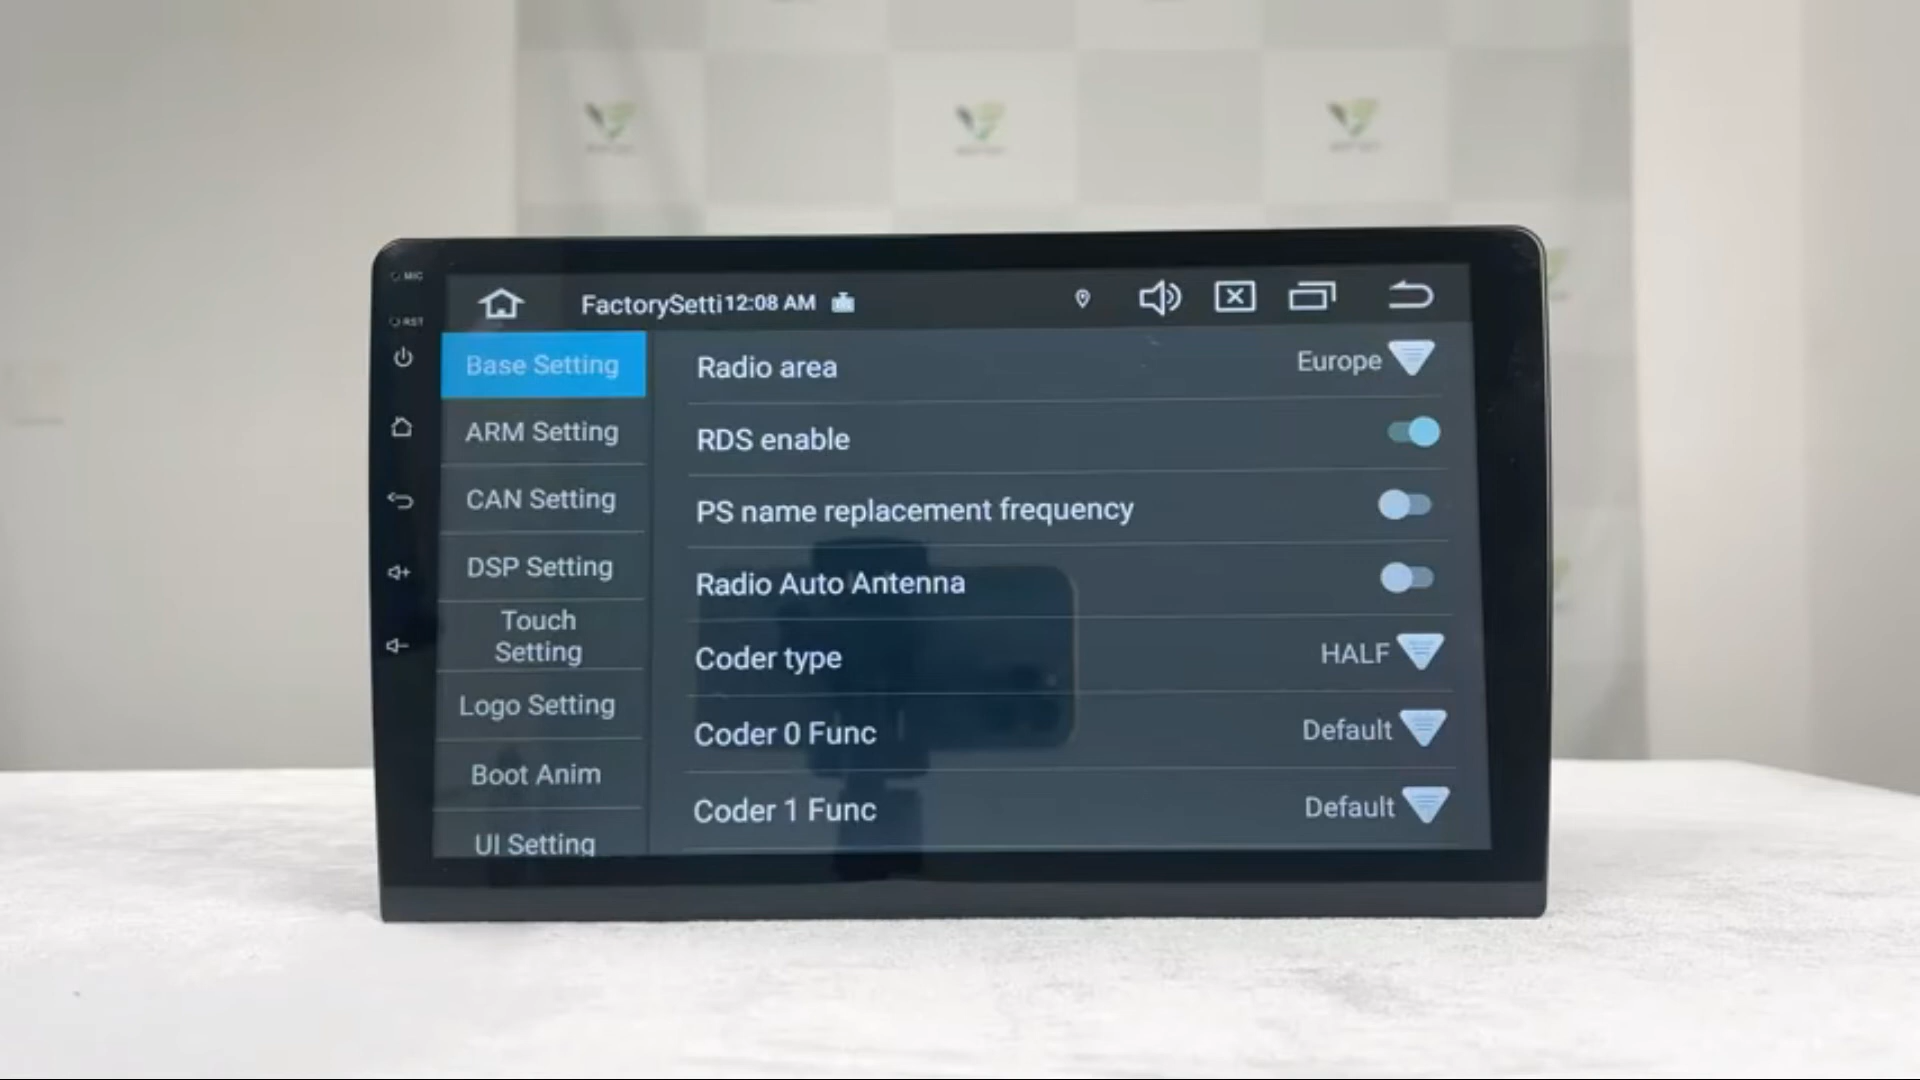 MIC
RST
FactorySetti 12:08 AM
Base Setting
ARM Setting
CAN Setting
DSP Setting
Touch
Setting
Logo Setting
Boot Anim
UI Setting
Radio area Europe
RDS enable
PS name replacement frequency
Radio Auto Antenna
Coder type HALF
Coder 0 Func Default
Coder 1 Func Default